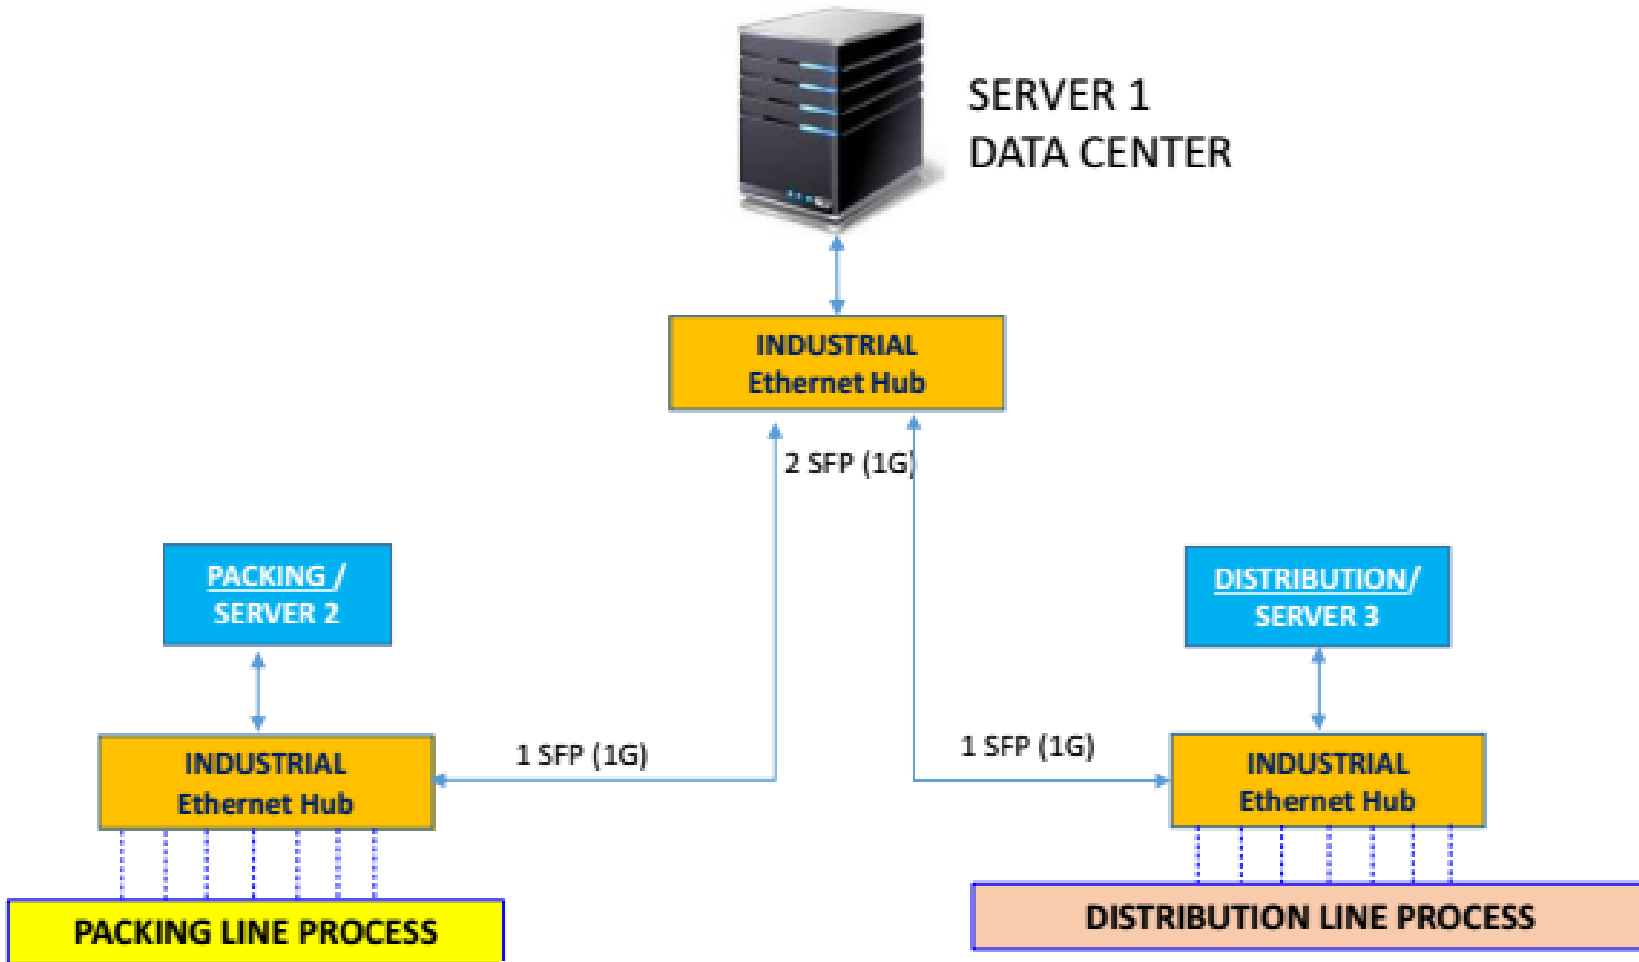 SERVER 1
DATA CENTER
INDUSTRIAL
Ethernet Hub
2 SFP (1G)
PACKING /
SERVER 2
DISTRIBUTION/
SERVER 3
1 SFP (1G)
1 SFP (1G)
INDUSTRIAL
Ethernet Hub
INDUSTRIAL
Ethernet Hub
PACKING LINE PROCESS
DISTRIBUTION LINE PROCESS